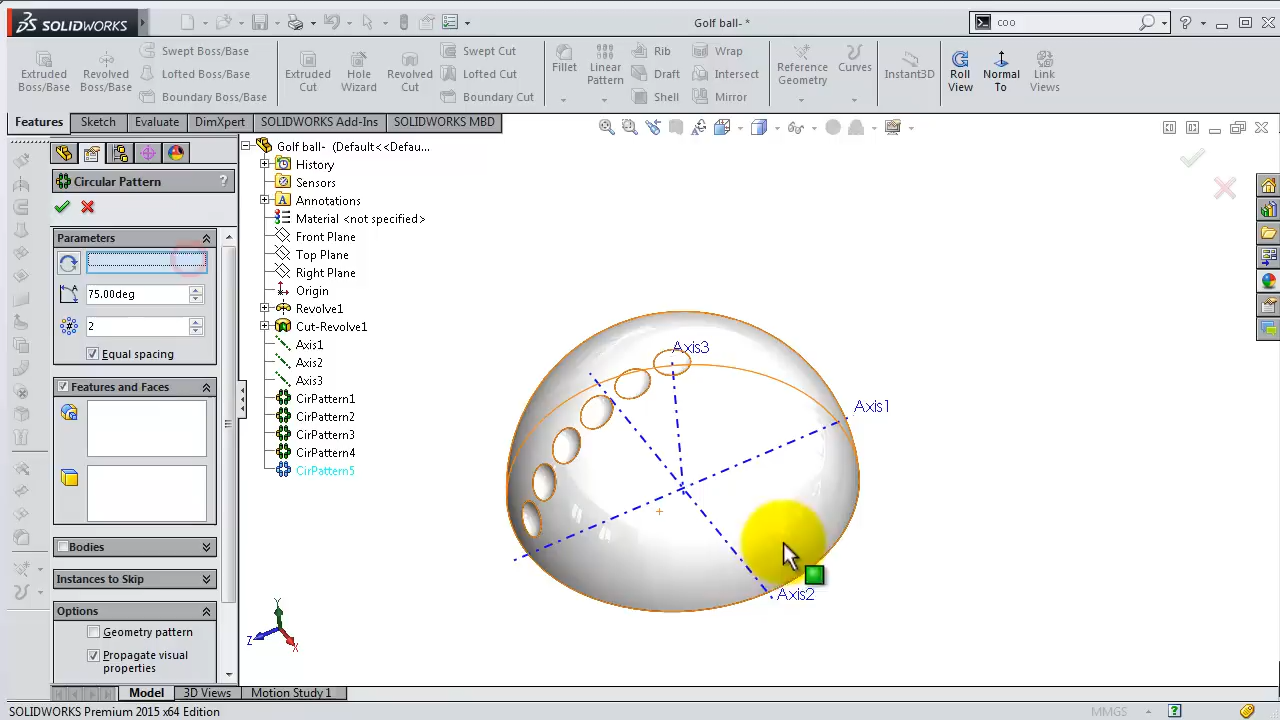 SOLIDWORKS
Golf ball- *
coo
Extruded Boss/Base
Revolved Boss/Base
Swept Boss/Base
Lofted Boss/Base
Boundary Boss/Base
Extruded Cut
Hole Wizard
Revolved Cut
Swept Cut
Lofted Cut
Boundary Cut
Fillet
Linear Pattern
Rib
Draft
Shell
Wrap
Intersect
Mirror
Reference Geometry
Curves
Instant3D
Roll View
Normal To
Link Views
Features
Sketch
Evaluate
DimXpert
SOLIDWORKS Add-Ins
SOLIDWORKS MBD
Circular Pattern
?
Parameters
75.00deg
2
Equal spacing
Features and Faces
Bodies
Instances to Skip
Options
Geometry pattern
Propagate visual
properties
Golf ball- (Default<<Defau...
History
Sensors
Annotations
Material <not specified>
Front Plane
Top Plane
Right Plane
Origin
Revolve1
Cut-Revolve1
Axis1
Axis2
Axis3
CirPattern1
CirPattern2
CirPattern3
CirPattern4
CirPattern5
Axis3
Axis1
Axis2
Y
Z
X
Model
3D Views
Motion Study 1
SOLIDWORKS Premium 2015 x64 Edition
MMGS